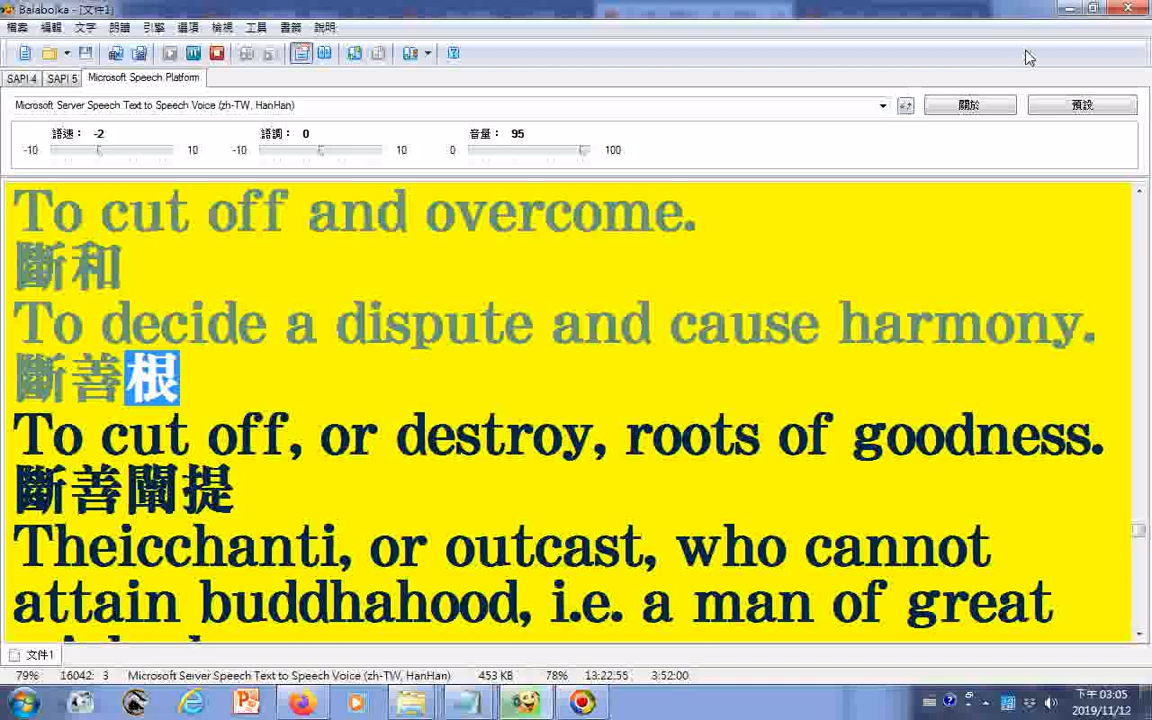 Balabolka - [文件1]
檔案 編輯 文字 朗讀 引擎 選項 檢視 工具 書籤 說明
SAPI 4 SAPI 5 Microsoft Speech Platform
Microsoft Server Speech Text to Speech Voice (zh-TW, HanHan) 關於 預設
語速： -2 語調： 0 音量： 95
-10 10 -10 10 0 100
To cut off and overcome.
斷和
To decide a dispute and cause harmony.
斷善根
To cut off, or destroy, roots of goodness.
斷善闡提
Theicchanti, or outcast, who cannot
attain buddhahood, i.e. a man of great
文件1
79% 16042: 3 Microsoft Server Speech Text to Speech Voice (zh-TW, HanHan) 453 KB 78% 13:22:55 3:52:00
下午 03:05
2019/11/12